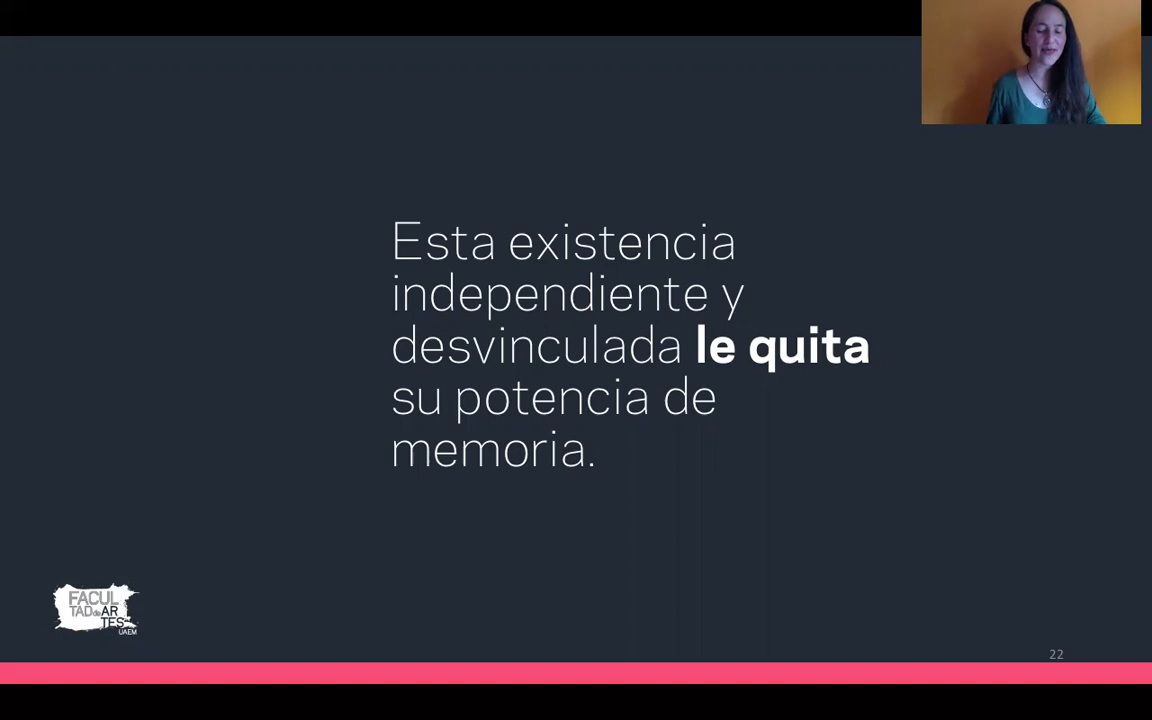 Esta existencia
independiente y
desvinculada le quita
su potencia de
memoria.
FACUL
TAD de AR
TES
UAEM
22